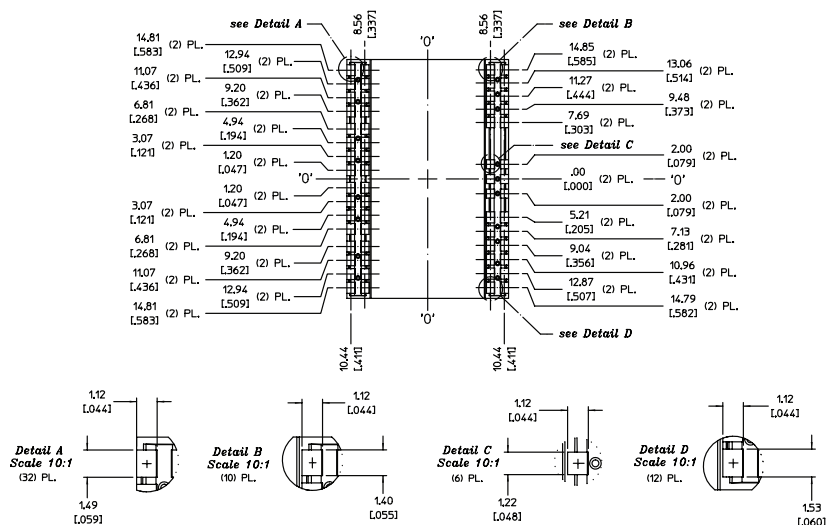 see Detail A
8.56
[.337]
'0'
8.56
[.337]
see Detail B
14.81
[.583] (2) PL.
12.94
[.509] (2) PL.
11.07
[.436] (2) PL.
9.20
[.362] (2) PL.
6.81
[.268] (2) PL.
4.94
[.194] (2) PL.
3.07
[.121] (2) PL.
1.20
[.047] (2) PL.
'0'
1.20
[.047] (2) PL.
3.07
[.121] (2) PL.
4.94
[.194] (2) PL.
6.81
[.268] (2) PL.
9.20
[.362] (2) PL.
11.07
[.436] (2) PL.
12.94
[.509] (2) PL.
14.81
[.583] (2) PL.
14.85
[.585] (2) PL.
13.06
[.514] (2) PL.
11.27
[.444] (2) PL.
9.48
[.373] (2) PL.
7.69
[.303] (2) PL.
see Detail C
2.00
[.079] (2) PL.
.00
[.000] (2) PL.
'0'
2.00
[.079] (2) PL.
5.21
[.205] (2) PL.
7.13
[.281] (2) PL.
9.04
[.356] (2) PL.
10.96
[.431] (2) PL.
12.87
[.507] (2) PL.
14.79
[.582] (2) PL.
'0'
see Detail D
10.44
[.411]
10.44
[.411]
1.12
[.044]
Detail A
Scale 10:1
(32) PL.
1.49
[.059]
1.12
[.044]
Detail B
Scale 10:1
(10) PL.
1.40
[.055]
1.12
[.044]
Detail C
Scale 10:1
(6) PL.
1.22
[.048]
1.12
[.044]
Detail D
Scale 10:1
(12) PL.
1.53
[.060]